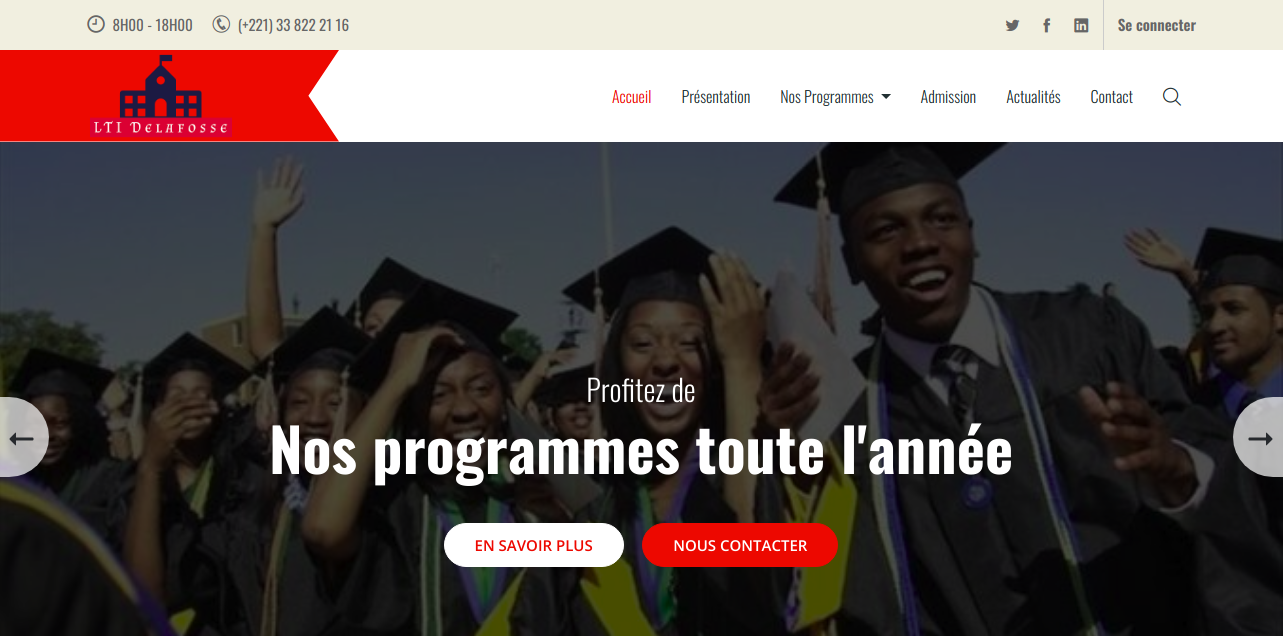 8H00 - 18H00 (+221) 33 822 21 16 Se connecter
LTI DELAFOSSE
Accueil Présentation Nos Programmes Admission Actualités Contact
Profitez de
Nos programmes toute l'année
EN SAVOIR PLUS NOUS CONTACTER